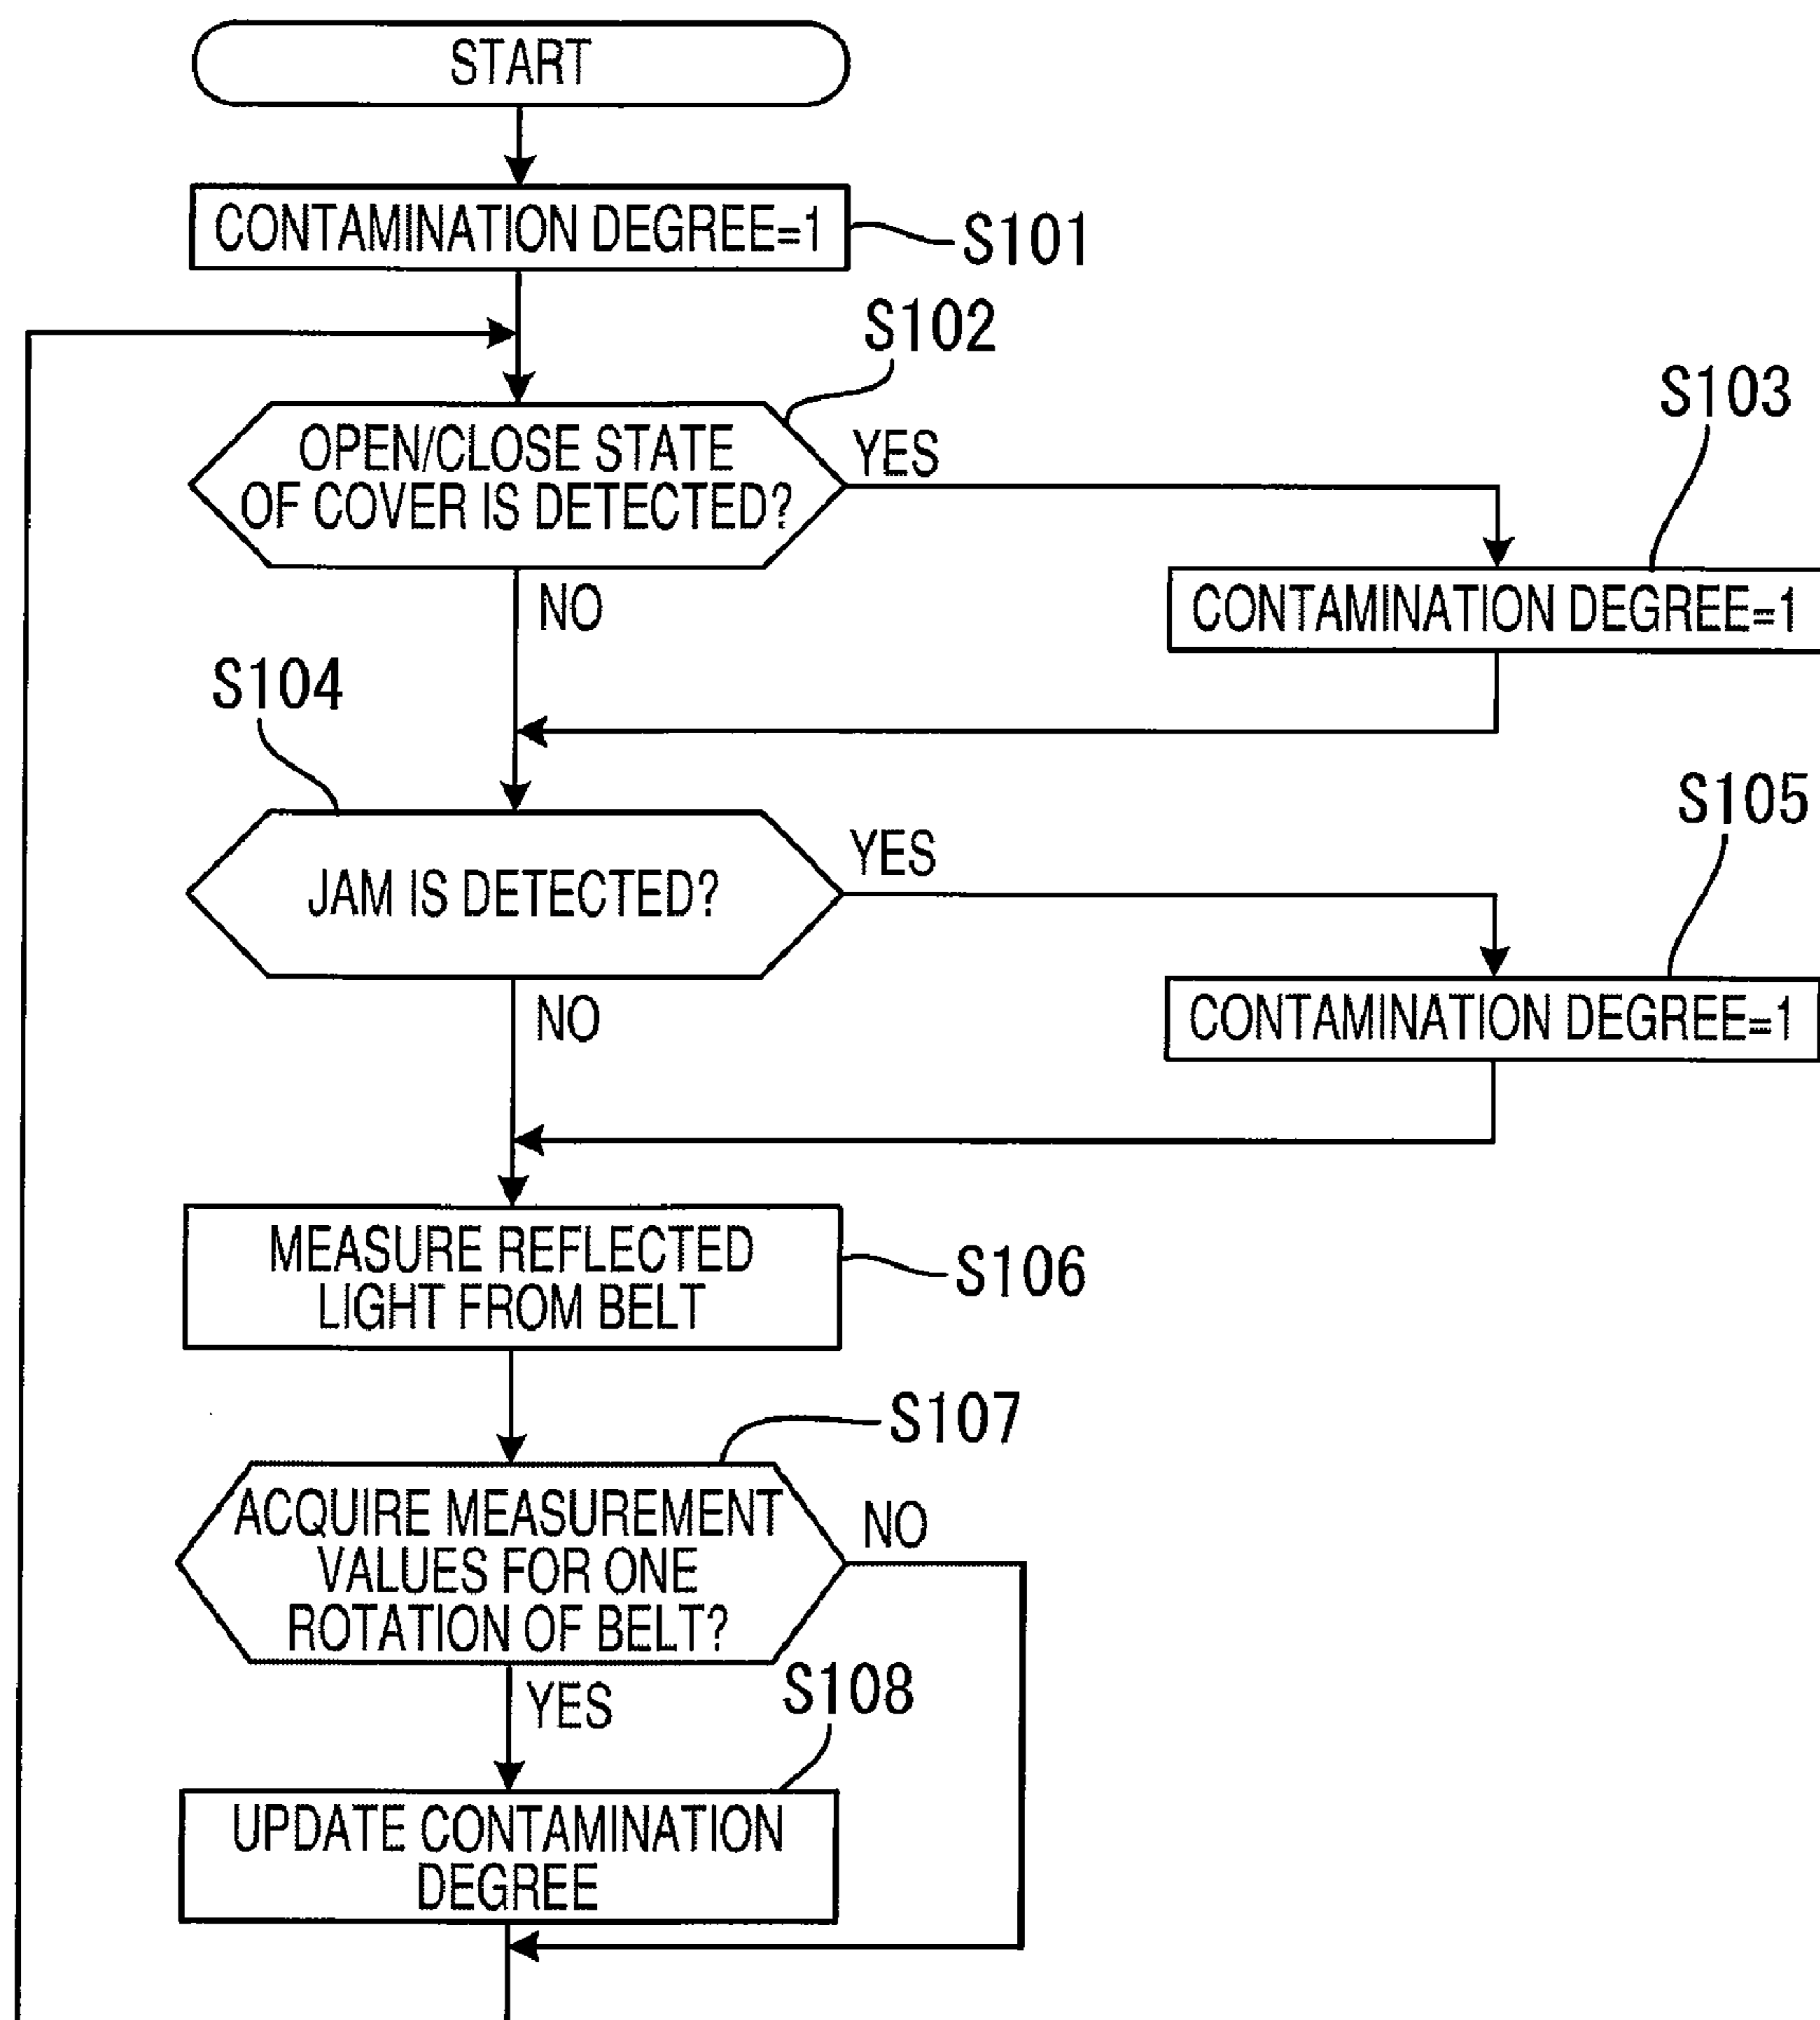 START
CONTAMINATION DEGREE=1
S101
S102
OPEN/CLOSE STATE
OF COVER IS DETECTED?
YES
NO
S103
CONTAMINATION DEGREE=1
S104
JAM IS DETECTED?
YES
NO
S105
CONTAMINATION DEGREE=1
MEASURE REFLECTED
LIGHT FROM BELT
S106
S107
ACQUIRE MEASUREMENT
VALUES FOR ONE
ROTATION OF BELT?
NO
YES
S108
UPDATE CONTAMINATION
DEGREE